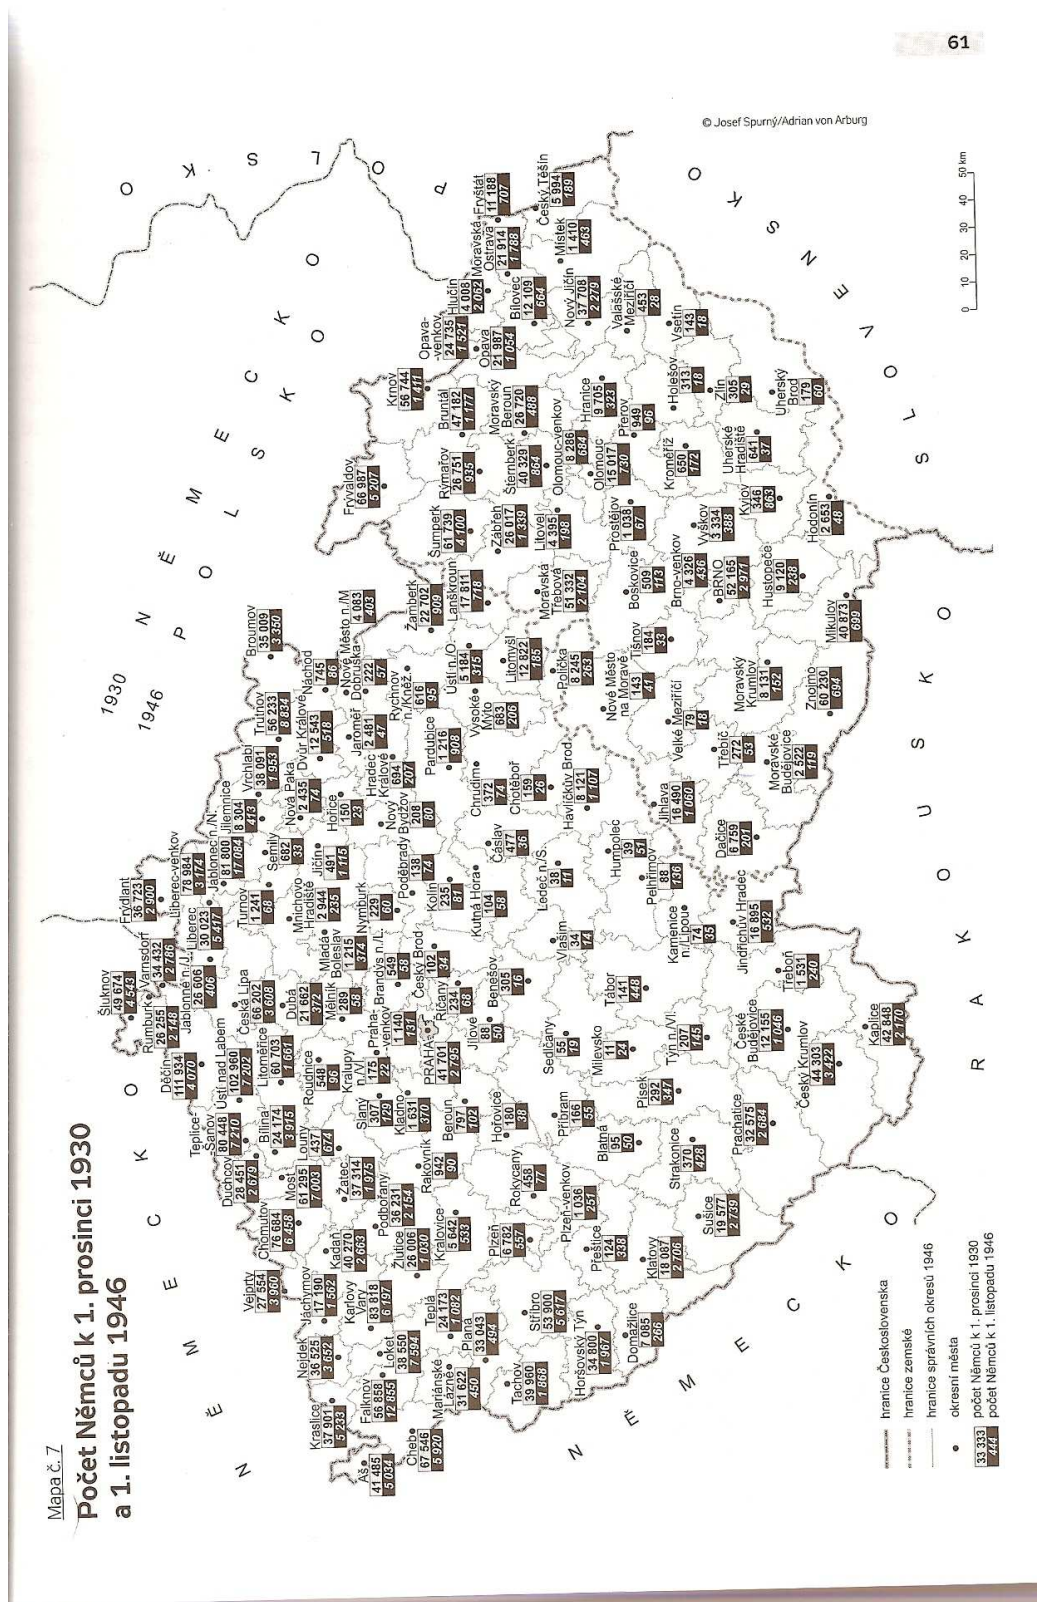 61
Mapa č. 7
Počet Němců k 1. prosinci 1930
a 1. listopadu 1946
© Josef Spurný/Adrian von Arburg
NĚMECKO
1930
NĚMECKO
1946
POLSKO
POLSKO
SLOVENSKO
RAKOUSKO
NĚMECKO
Aš
41 485
5 034
Cheb
67 546
5 920
Kraslice
37 901
5 233
Falknov
58 858
12 855
Mariánské
Lázně
31 622
450
Tachov
39 960
1 868
Nejdek
36 525
3 652
Loket
38 550
7 594
Planá
33 043
494
Teplá
24 173
1 082
Stříbro
53 900
5 677
Horšovský Týn
34 800
1 967
Domažlice
7 085
268
Vejprty
27 554
3 960
Jáchymov
17 190
1 562
Karlovy
Vary
83 818
6 197
Žlutice
26 006
1 030
Kralovice
5 642
533
Plzeň
6 782
557
Plzeň-venkov
1 036
251
Přeštice
124
338
Klatovy
18 087
2 706
Chomutov
76 684
6 456
Kadaň
40 270
2 663
Podbořany
36 231
2 154
Žatec
37 314
1 975
Rakovník
942
90
Rokycany
458
77
Sušice
19 577
2 739
Duchcov
28 451
2 679
Most
61 295
7 003
Louny
437
674
Teplice
Šanov
80 448
7 210
Bílina
24 174
3 915
Ústí nad Labem
102 960
7 202
Litoměřice
60 703
1 661
Roudnice
548
96
Slaný
307
729
Kladno
1 631
370
Beroun
797
102
Hořovice
180
38
Příbram
166
55
Blatná
95
50
Strakonice
370
428
Prachatice
32 575
2 684
Písek
292
347
Děčín
111 934
4 070
Rumburk
26 255
2 148
Šluknov
49 674
4 543
Varnsdorf
34 432
2 786
Jablonné n./J.
26 606
406
Česká Lípa
66 202
3 608
Dubá
21 662
372
Mělník
289
58
Kralupy
n./Vl.
175
22
Praha-
venkov
1 140
737
PRAHA
41 701
2 795
Říčany
234
68
Jílové
88
50
Benešov
305
16
Sedlčany
55
19
Milevsko
11
24
Tábor
141
448
Týn n./Vl.
207
145
České
Budějovice
12 155
1 046
Český Krumlov
44 303
3 422
Kaplice
42 848
2 170
Třeboň
1 531
240
Jindřichův Hradec
16 895
532
Kamenice
n./Lipou
74
35
Pelhřimov
88
136
Humpolec
39
51
Vlašim
34
14
Ledeč n./S.
38
11
Kutná Hora
104
58
Kolín
235
81
Český Brod
102
34
Brandýs n./L.
549
58
Mladá
Boleslav
1 215
374
Nymburk
229
60
Poděbrady
138
74
Mnichovo
Hradiště
2 944
235
Turnov
1 241
68
Liberec
30 023
5 417
Liberec-venkov
78 984
3 174
Frýdlant
36 723
2 900
Jablonec n./N.
81 800
17 084
Semily
682
33
Jičín
491
1 115
Jilemnice
8 304
412
Nová Paka
2 435
74
Hořice
150
23
Nový
Bydžov
208
80
Vrchlabí
38 091
1 953
Trutnov
56 233
8 834
Dvůr Králové
12 543
518
Jaroměř
2 481
47
Hradec
Králové
694
207
Pardubice
1 216
908
Chrudim
372
74
Čáslav
477
36
Chotěboř
159
26
Havlíčkův Brod
8 121
1 107
Jihlava
16 490
1 060
Dačice
6 759
201
Broumov
35 009
3 350
Náchod
745
86
Nové Město n./M
4 083
403
Dobruška
222
57
Rychnov
n./Kněž.
616
95
Žamberk
22 702
909
Ústí n./O.
5 184
375
Vysoké
Mýto
683
206
Litomyšl
12 822
185
Polička
8 245
263
Lanškroun
17 811
718
Moravská
Třebová
51 332
2 104
Nové Město
na Moravě
143
41
Velké Meziříčí
79
18
Třebíč
272
53
Moravské
Budějovice
2 522
119
Moravský
Krumlov
8 131
152
Znojmo
60 230
694
Mikulov
40 873
699
Tišnov
184
33
Boskovice
509
113
Brno-venkov
4 326
436
BRNO
52 165
2 971
Hustopeče
9 120
238
Hodonín
2 653
48
Kyjov
346
863
Vyškov
3 334
388
Prostějov
1 038
67
Litovel
4 395
198
Zábřeh
26 017
1 339
Šumperk
61 739
4 100
Frývaldov
66 987
5 207
Rýmařov
26 751
935
Šternberk
40 329
864
Olomouc-venkov
8 286
684
Olomouc
15 017
730
Kroměříž
650
172
Uherské
Hradiště
641
37
Uherský
Brod
179
60
Zlín
305
29
Holešov
313
18
Přerov
949
96
Hranice
9 705
323
Moravský
Beroun
26 720
488
Bruntál
47 182
1 177
Krnov
56 744
1 411
Opava-
venkov
24 735
1 521
Opava
21 987
1 054
Hlučín
4 008
2 062
Bílovec
12 109
664
Nový Jičín
37 708
2 279
Valašské
Meziříčí
453
28
Vsetín
143
18
Moravská
Ostrava
21 914
1 788
Místek
1 410
463
Fryštát
11 188
707
Český Těšín
5 994
189
0 10 20 30 40 50 km
hranice Československa
hranice zemské
hranice správních okresů 1946
okresní města
33 333 počet Němců k 1. prosinci 1930
444 počet Němců k 1. listopadu 1946